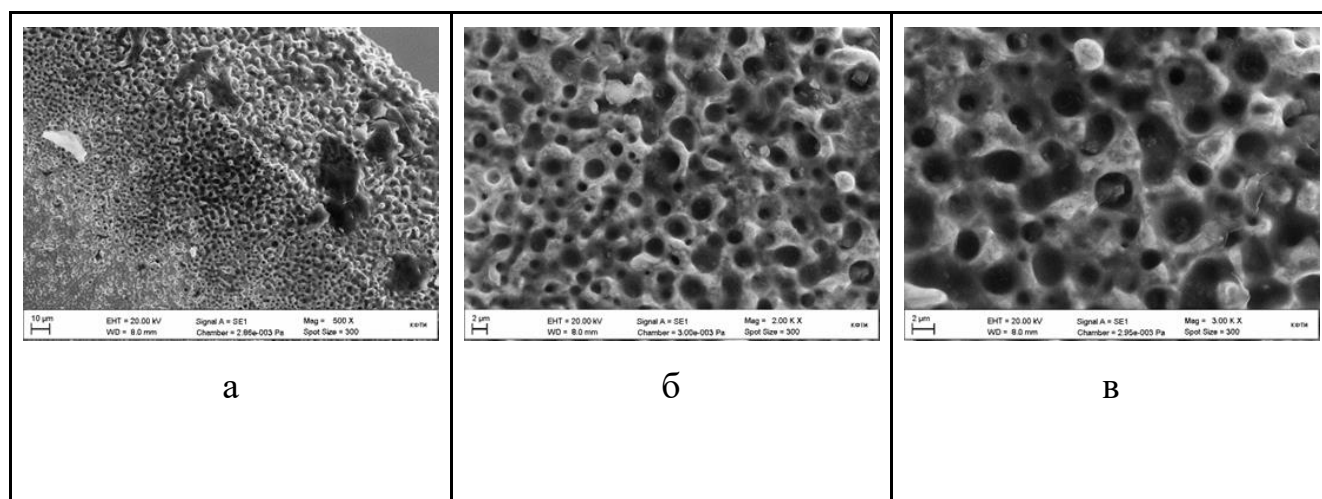 10 µm
EHT = 20.00 kV Signal A = SE1 Mag = 500 X
WD = 8.0 mm Chamber = 2.86e-003 Pa Spot Size = 300
2 µm
EHT = 20.00 kV Signal A = SE1 Mag = 2.00 K X
WD = 8.0 mm Chamber = 3.00e-003 Pa Spot Size = 300
2 µm
EHT = 20.00 kV Signal A = SE1 Mag = 3.00 K X
WD = 8.0 mm Chamber = 2.95e-003 Pa Spot Size = 300
а
б
в